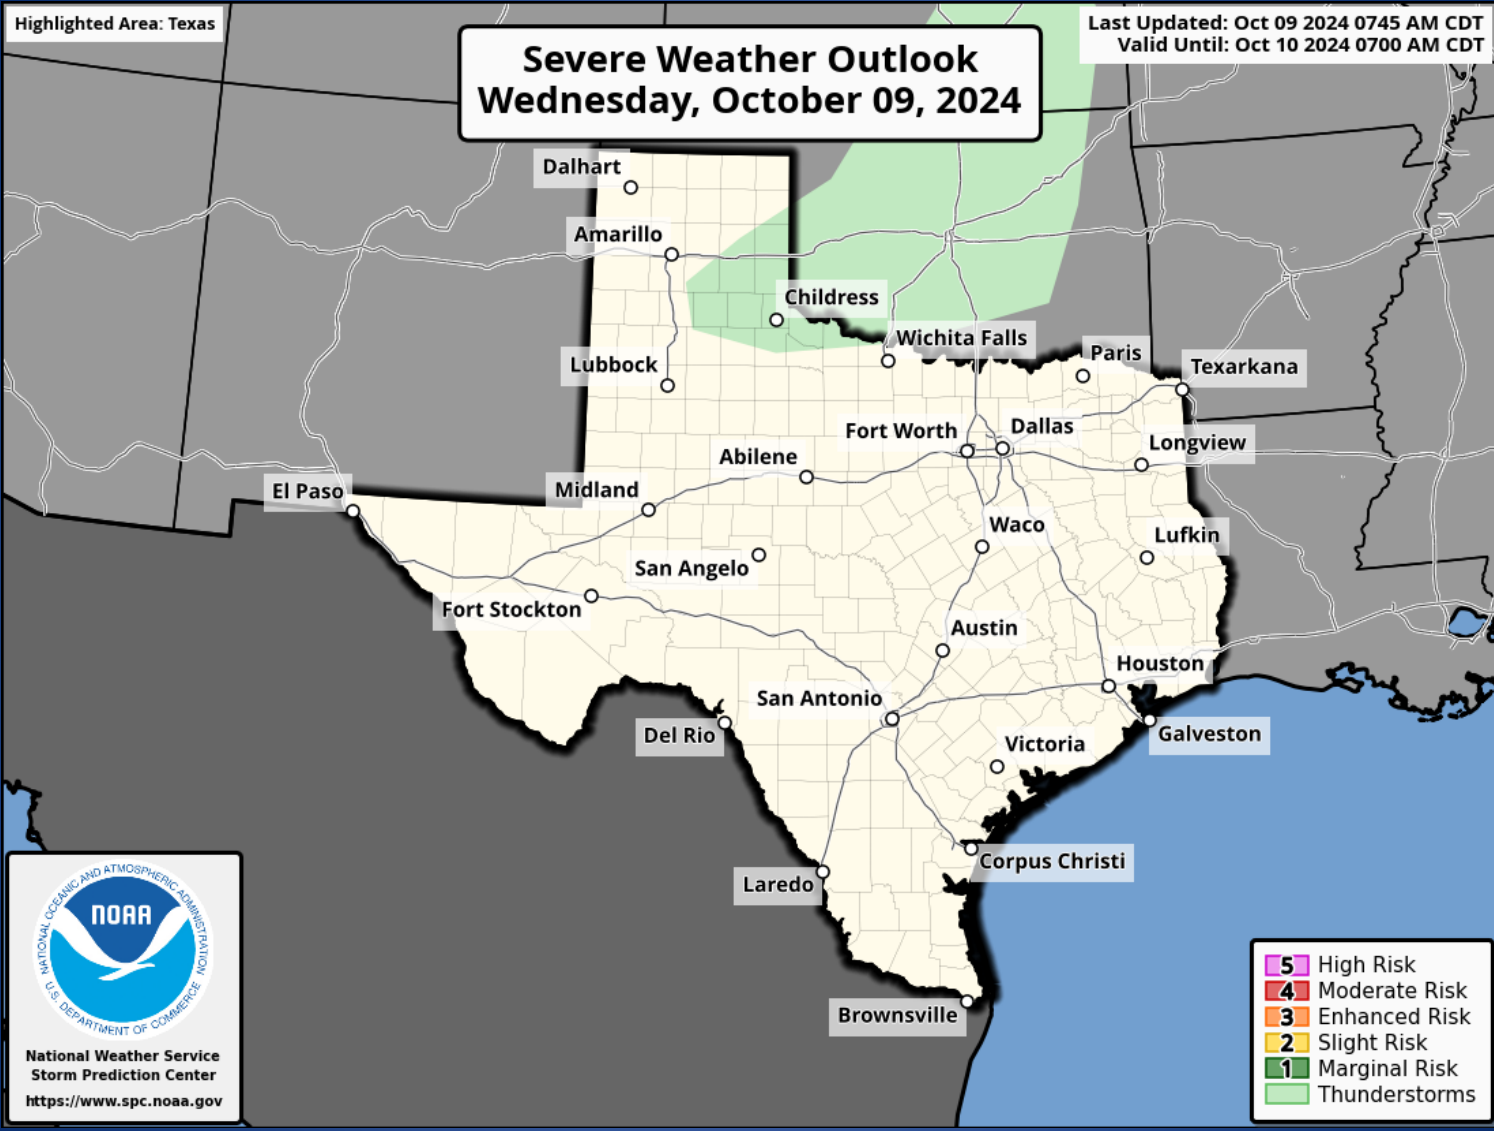 Highlighted Area: Texas
Last Updated: Oct 09 2024 0745 AM CDT
Valid Until: Oct 10 2024 0700 AM CDT
Severe Weather Outlook
Wednesday, October 09, 2024
Dalhart
Amarillo
Childress
Wichita Falls
Paris
Texarkana
Lubbock
Fort Worth
Dallas
Longview
Abilene
El Paso
Midland
Waco
Lufkin
San Angelo
Fort Stockton
Austin
Houston
San Antonio
Del Rio
Galveston
Victoria
Corpus Christi
Laredo
Brownsville
NATIONAL OCEANIC AND ATMOSPHERIC ADMINISTRATION
NOAA
U.S. DEPARTMENT OF COMMERCE
National Weather Service
Storm Prediction Center
https://www.spc.noaa.gov
5 High Risk
4 Moderate Risk
3 Enhanced Risk
2 Slight Risk
1 Marginal Risk
Thunderstorms